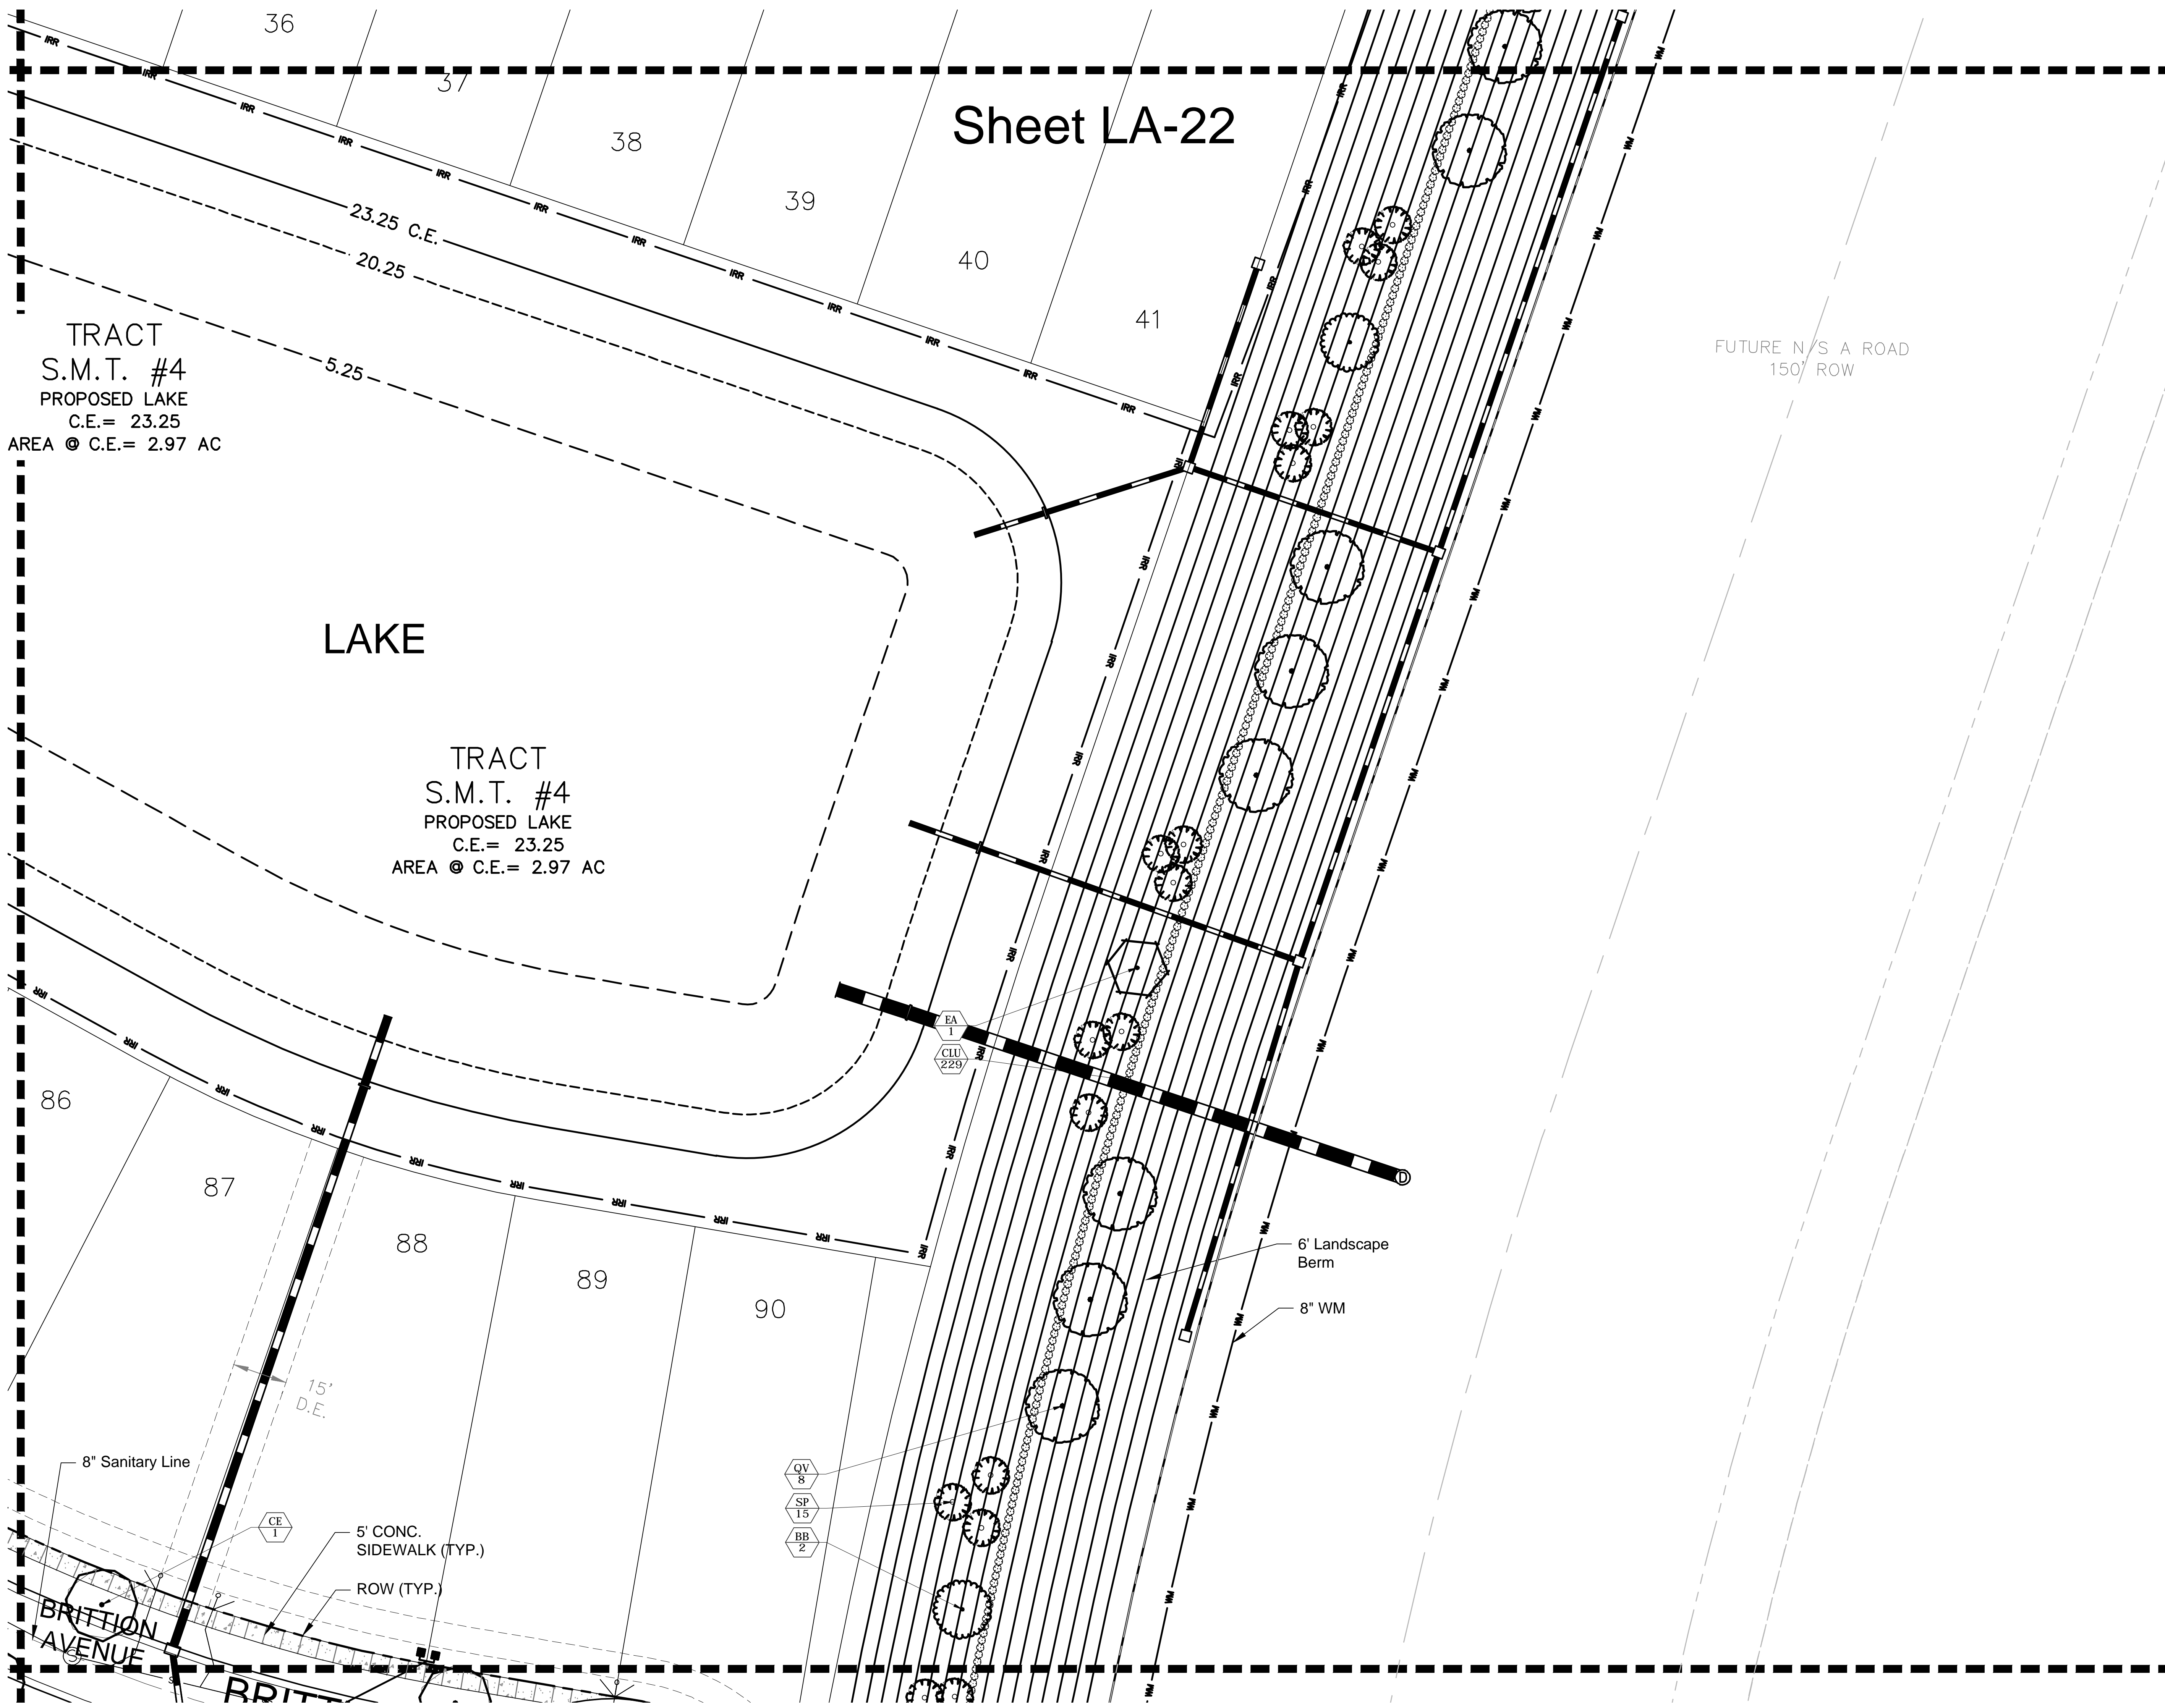 36
37
38
39
40
41
Sheet LA-22
IRR
WM
23.25 C.E.
20.25
5.25
TRACT
S.M.T. #4
PROPOSED LAKE
C.E.= 23.25
AREA @ C.E.= 2.97 AC
FUTURE N/S A ROAD
150' ROW
LAKE
TRACT
S.M.T. #4
PROPOSED LAKE
C.E.= 23.25
AREA @ C.E.= 2.97 AC
EA
1
CLU
229
D
86
87
88
89
90
6' Landscape
Berm
8" WM
15'
D.E.
8" Sanitary Line
QV
8
SP
15
BB
2
CE
1
5' CONC.
SIDEWALK (TYP.)
ROW (TYP.)
BRITTION
AVENUE
S